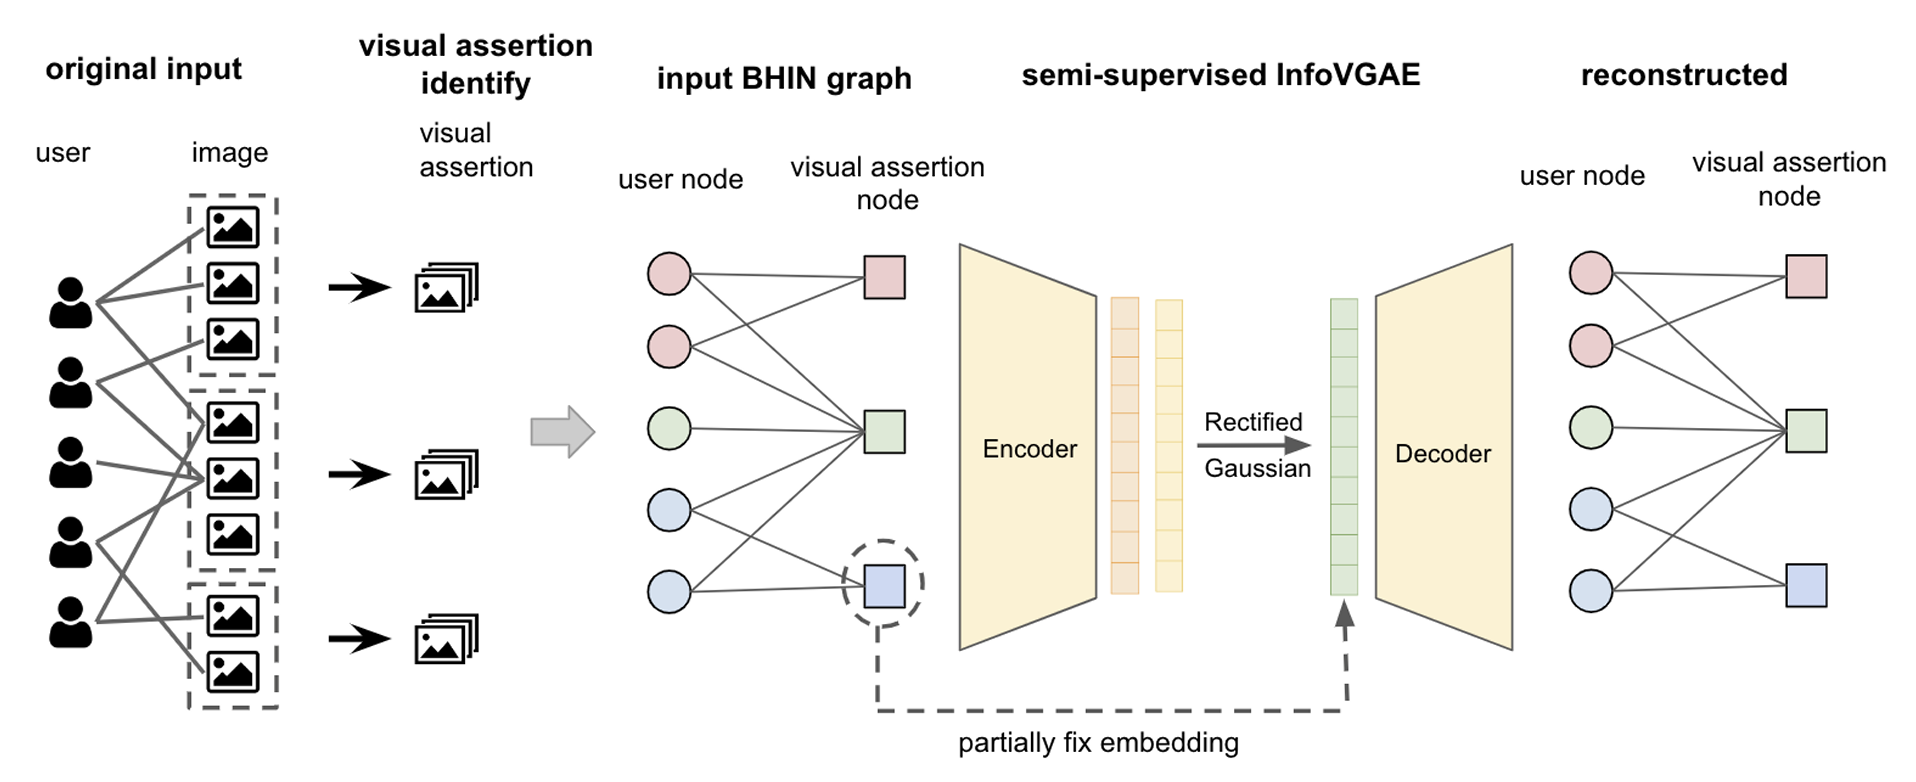 original input
visual assertion
identify
input BHIN graph
semi-supervised InfoVGAE
reconstructed
user
image
visual
assertion
user node
visual assertion
node
user node
visual assertion
node
Encoder
Rectified
Gaussian
Decoder
partially fix embedding